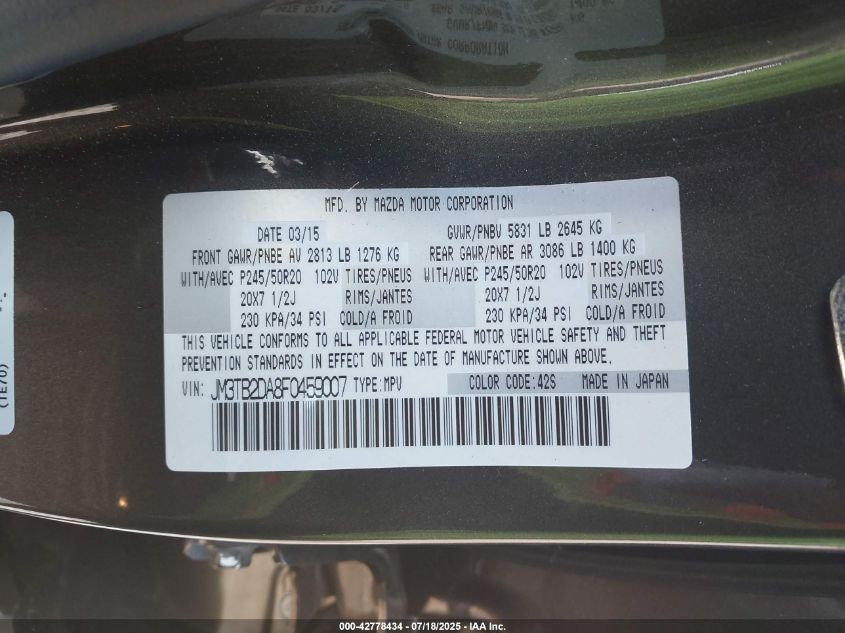 MFD. BY MAZDA MOTOR CORPORATION
DATE 03/15 GVWR/PNBV 5831 LB 2645 KG
FRONT GAWR/PNBE AV 2813 LB 1276 KG REAR GAWR/PNBE AR 3086 LB 1400 KG
WITH/AVEC P245/50R20 102V TIRES/PNEUS WITH/AVEC P245/50R20 102V TIRES/PNEUS
20X7 1/2J RIMS/JANTES 20X7 1/2J RIMS/JANTES
230 KPA/34 PSI COLD/A FROID 230 KPA/34 PSI COLD/A FROID
THIS VEHICLE CONFORMS TO ALL APPLICABLE FEDERAL MOTOR VEHICLE SAFETY AND THEFT
PREVENTION STANDARDS IN EFFECT ON THE DATE OF MANUFACTURE SHOWN ABOVE.
VIN: JM3TB2DA8F0459007 TYPE:MPV COLOR CODE:42S MADE IN JAPAN
(TE70)
000-42778434 - 07/18/2025 - IAA Inc.